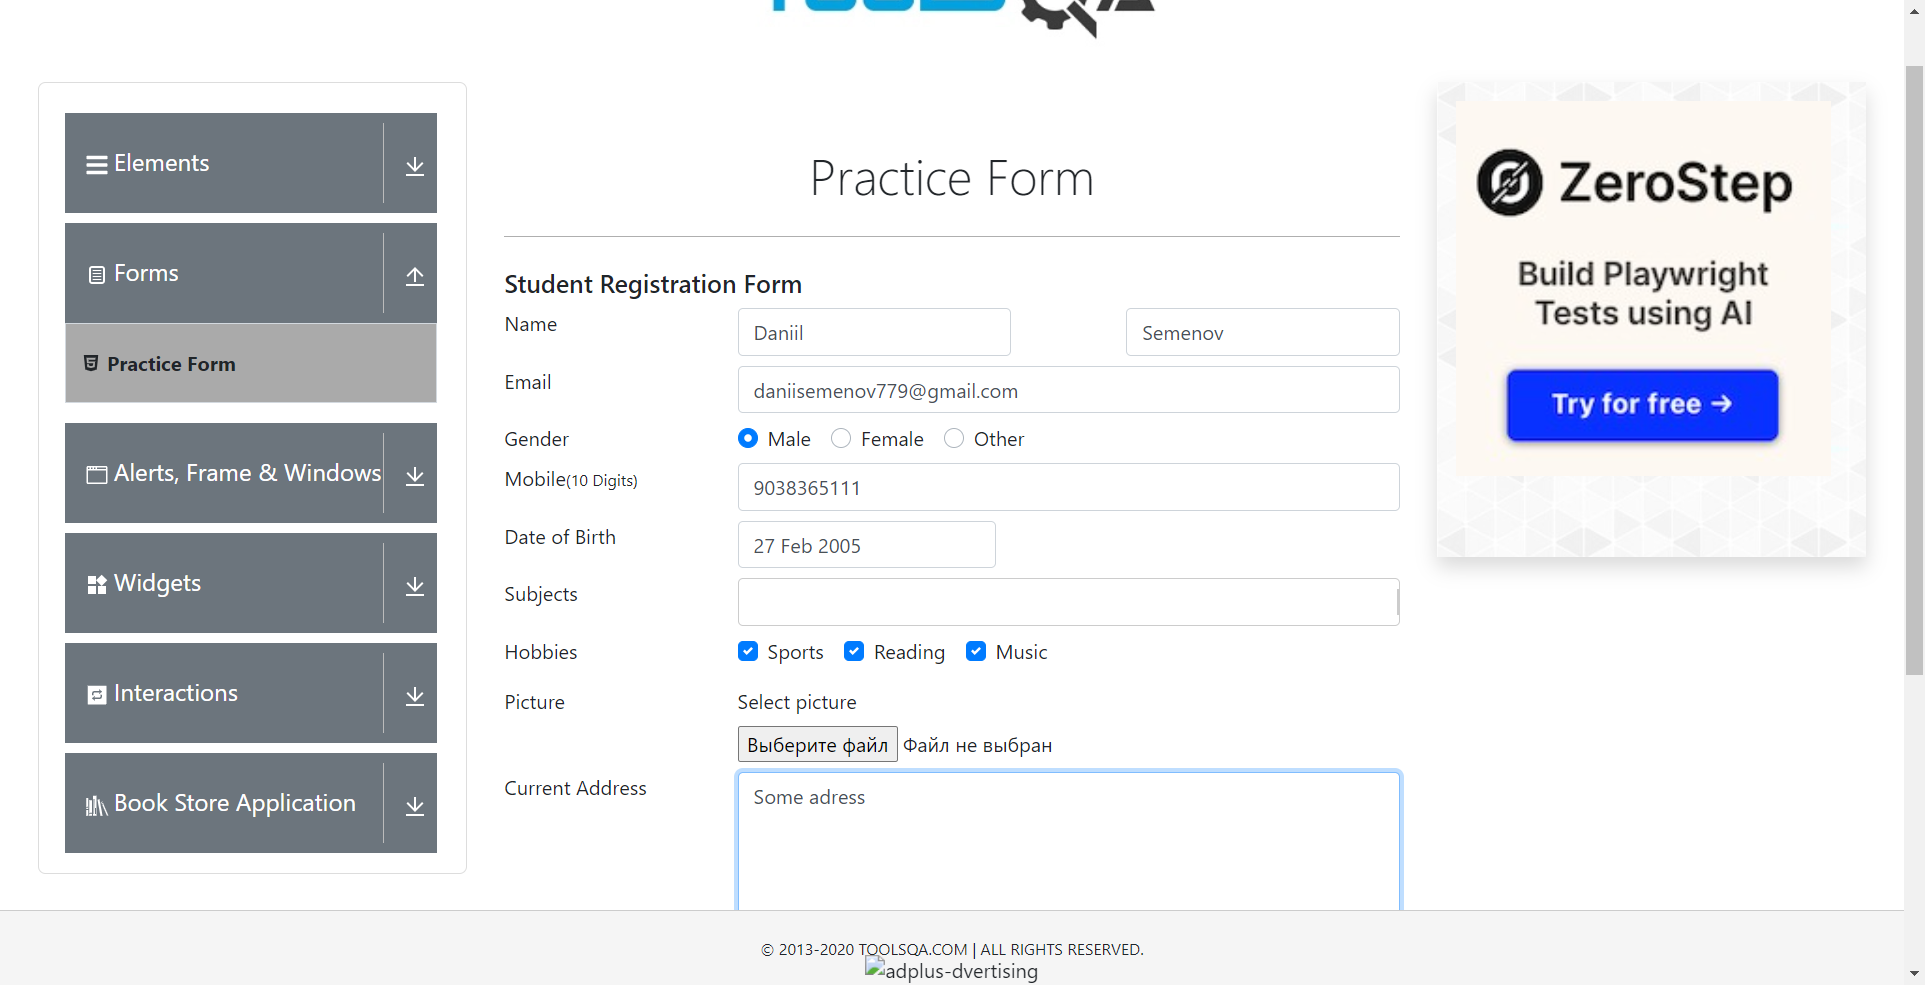 Elements
Forms
Practice Form
Alerts, Frame & Windows
Widgets
Interactions
Book Store Application
Practice Form
Student Registration Form
Name
Daniil
Semenov
Email
daniisemenov779@gmail.com
Gender
Male
Female
Other
Mobile(10 Digits)
9038365111
Date of Birth
27 Feb 2005
Subjects
Hobbies
Sports
Reading
Music
Picture
Select picture
Выберите файл
Файл не выбран
Current Address
Some adress
ZeroStep
Build Playwright
Tests using AI
Try for free →
© 2013-2020 TOOLSQA.COM | ALL RIGHTS RESERVED.
adplus-dvertising